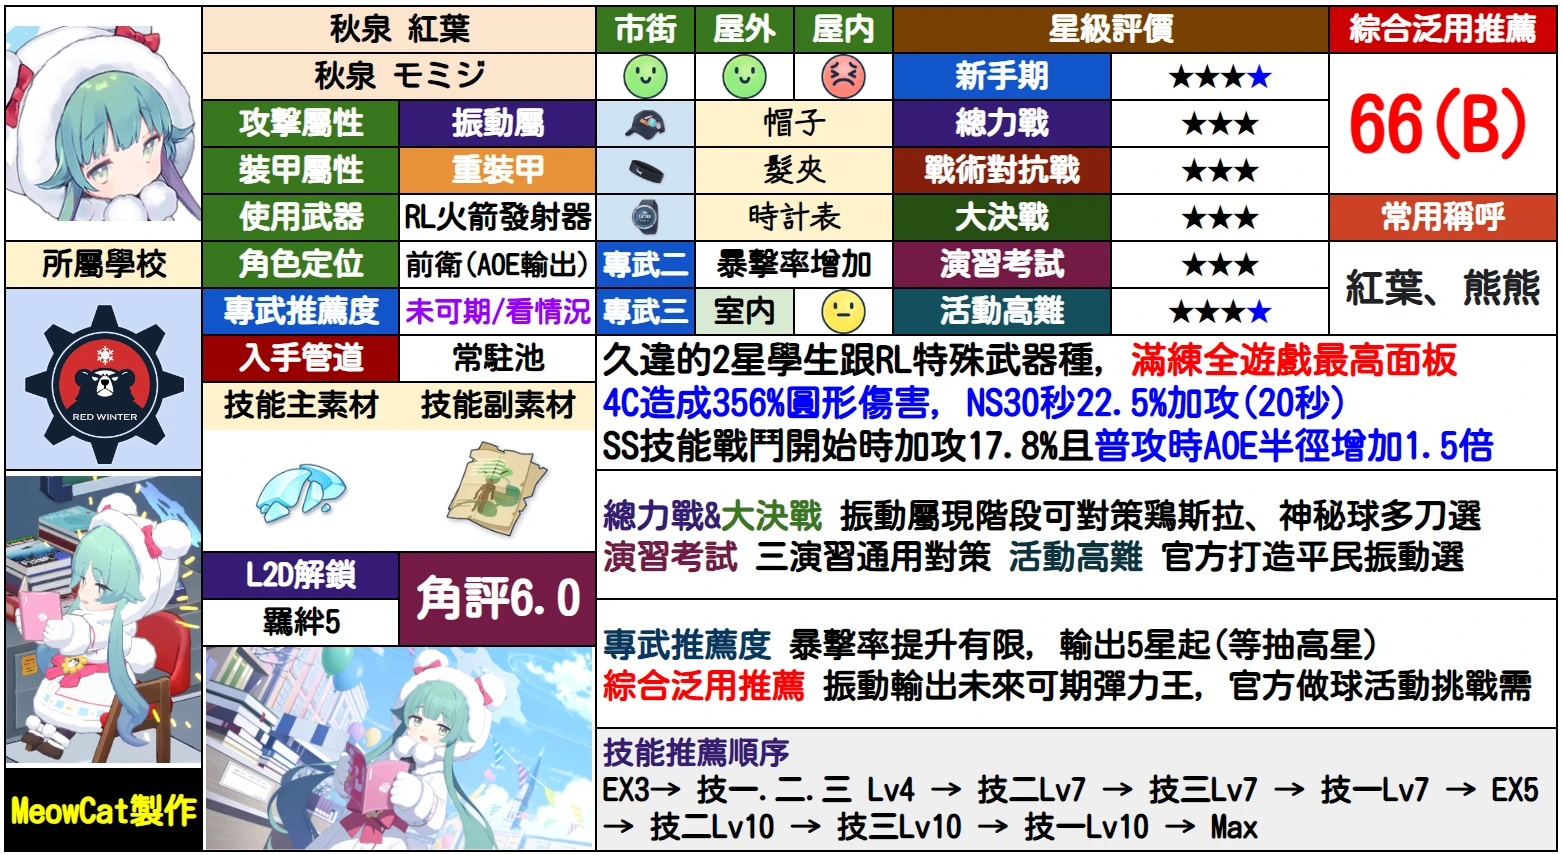 秋泉 紅葉
秋泉 モミジ
攻擊屬性 振動屬
裝甲屬性 重裝甲
使用武器 RL火箭發射器
角色定位 前衛(AOE輸出)
專武推薦度 未可期/看情況
入手管道 常駐池
技能主素材 技能副素材
L2D解鎖
羈絆5
角評6.0
所屬學校
RED WINTER
MeowCat製作
市街 屋外 屋内
帽子
髮夾
時計表
專武二 暴擊率增加
專武三 室内
星級評價
新手期 ★★★★
總力戰 ★★★
戰術對抗戰 ★★★
大決戰 ★★★
演習考試 ★★★
活動高難 ★★★★
綜合泛用推薦
66(B)
常用稱呼
紅葉、熊熊
久違的2星學生跟RL特殊武器種, 滿練全遊戲最高面板
4C造成356%圓形傷害, NS30秒22.5%加攻(20秒)
SS技能戰鬥開始時加攻17.8%且普攻時AOE半徑增加1.5倍
總力戰&大決戰 振動屬現階段可對策鶏斯拉、神秘球多刀選
演習考試 三演習通用對策 活動高難 官方打造平民振動選
專武推薦度 暴擊率提升有限, 輸出5星起(等抽高星)
綜合泛用推薦 振動輸出未來可期彈力王, 官方做球活動挑戰需
技能推薦順序
EX3→ 技一.二.三 Lv4 → 技二Lv7 → 技三Lv7 → 技一Lv7 → EX5
→ 技二Lv10 → 技三Lv10 → 技一Lv10 → Max